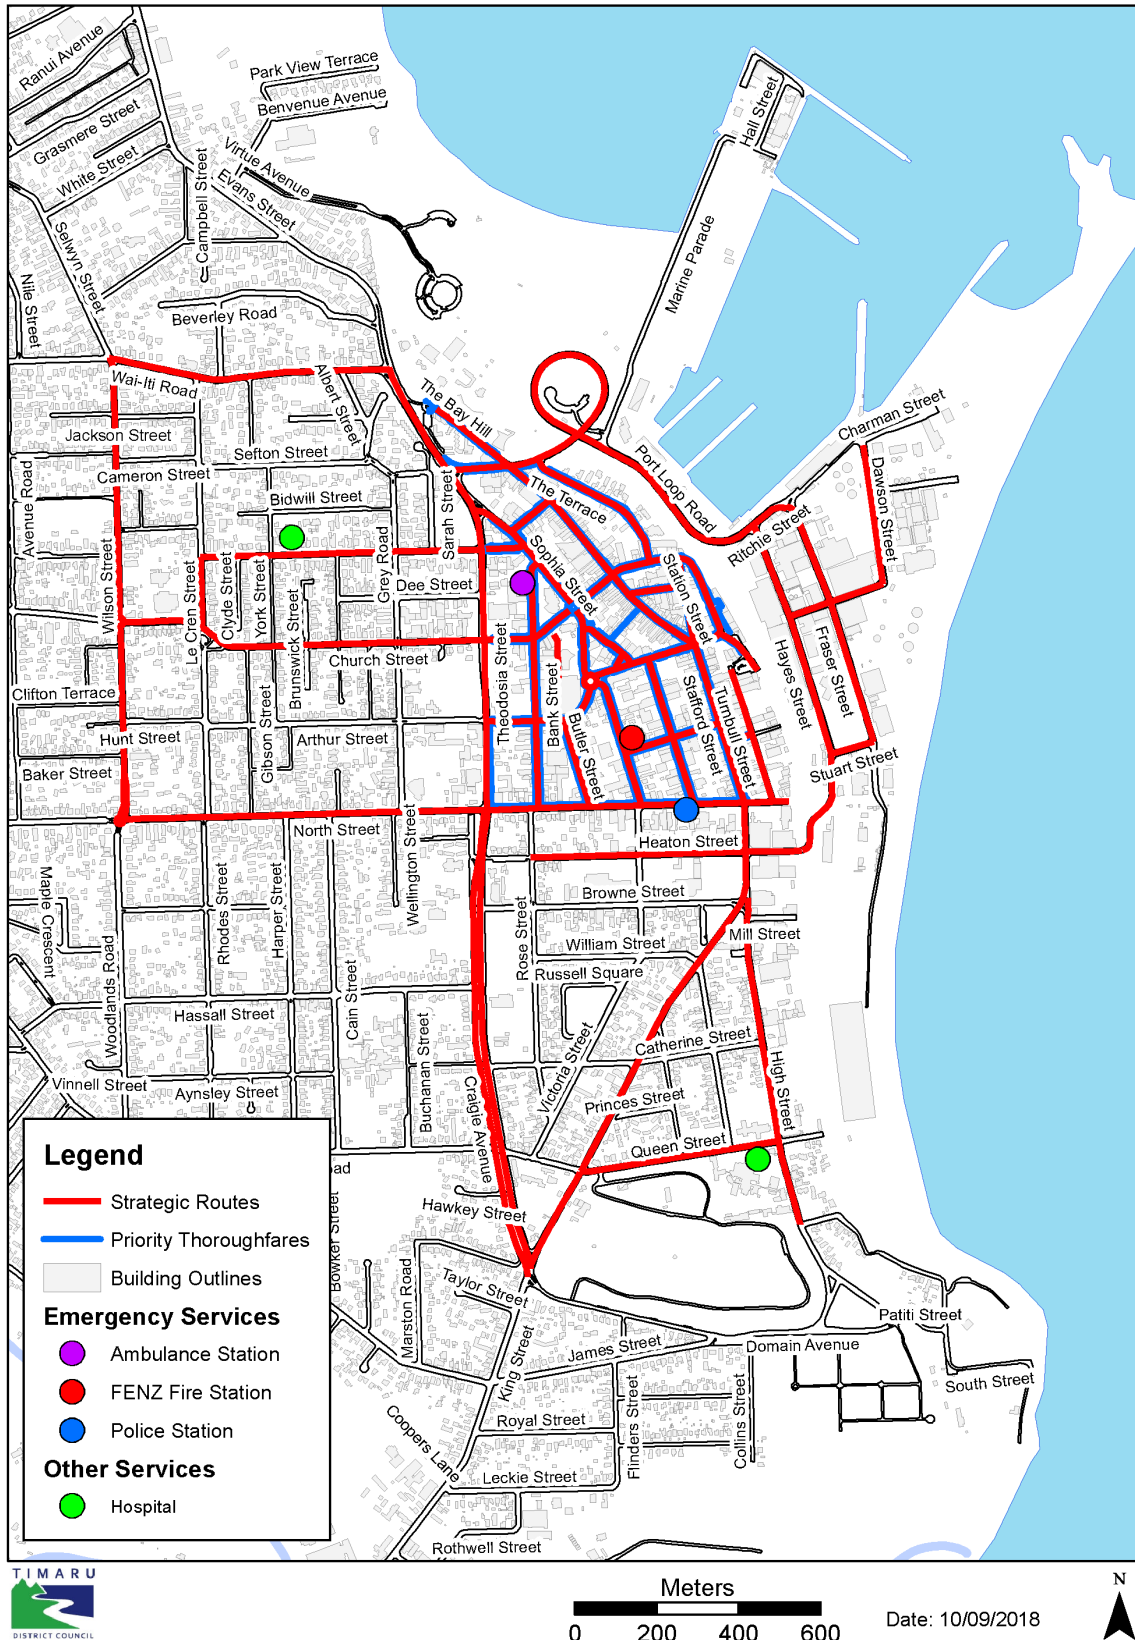 Ranui Avenue
Park View Terrace
Benvenue Avenue
Hall Street
Grasmere Street
White Street
Campbell Street
Virtue Avenue
Evans Street
Selwyn Street
Nile Street
Marine Parade
Beverley Road
Wai-Iti Road
Albert Street
The Bay Hill
Charman Street
Jackson Street
Sefton Street
Cameron Street
Bidwill Street
Avenue Road
Sarah Street
The Terrace
Port Loop Road
Dawson Street
Ritchie Street
Wilson Street
Le Cren Street
Clyde Street
York Street
Brunswick Street
Grey Road
Dee Street
Sophia Street
Station Street
Church Street
Theodosia Street
Hayes Street
Fraser Street
Clifton Terrace
Gibson Street
Bank Street
Butler Street
Stafford Street
Turnbull Street
Hunt Street
Arthur Street
Baker Street
Stuart Street
North Street
Wellington Street
Heaton Street
Maple Crescent
Rhodes Street
Harper Street
Browne Street
Rose Street
William Street
Mill Street
Russell Square
Woodlands Road
Cain Street
Hassall Street
Buchanan Street
Catherine Street
Victoria Street
High Street
Vinnell Street
Aynsley Street
Craigie Avenue
Princes Street
Queen Street
oad
Hawkey Street
Bowker Street
Marston Road
Taylor Street
King Street
James Street
Patiti Street
Domain Avenue
South Street
Coopers Lane
Royal Street
Flinders Street
Collins Street
Leckie Street
Rothwell Street
Legend
Strategic Routes
Priority Thoroughfares
Building Outlines
Emergency Services
Ambulance Station
FENZ Fire Station
Police Station
Other Services
Hospital
TIMARU
DISTRICT COUNCIL
Meters
0 200 400 600
Date: 10/09/2018
N